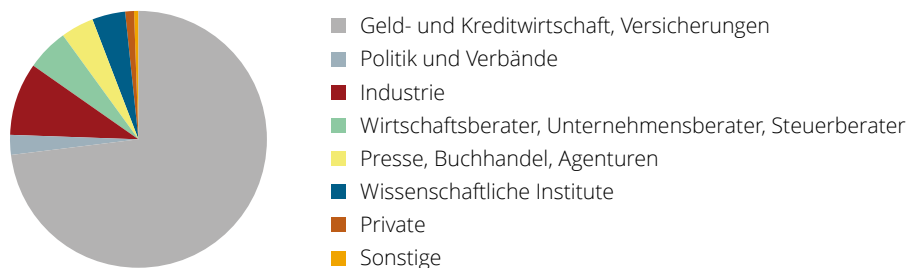 Geld- und Kreditwirtschaft, Versicherungen
Politik und Verbände
Industrie
Wirtschaftsberater, Unternehmensberater, Steuerberater
Presse, Buchhandel, Agenturen
Wissenschaftliche Institute
Private
Sonstige